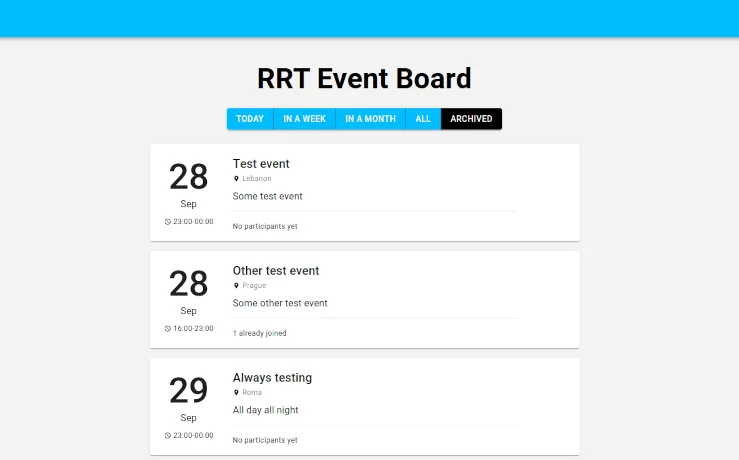 RRT Event Board
TODAY IN A WEEK IN A MONTH ALL ARCHIVED
28
Sep
23:00-00:00
Test event
Lebanon
Some test event
No participants yet
28
Sep
16:00-23:00
Other test event
Prague
Some other test event
1 already joined
29
Sep
23:00-00:00
Always testing
Roma
All day all night
No participants yet